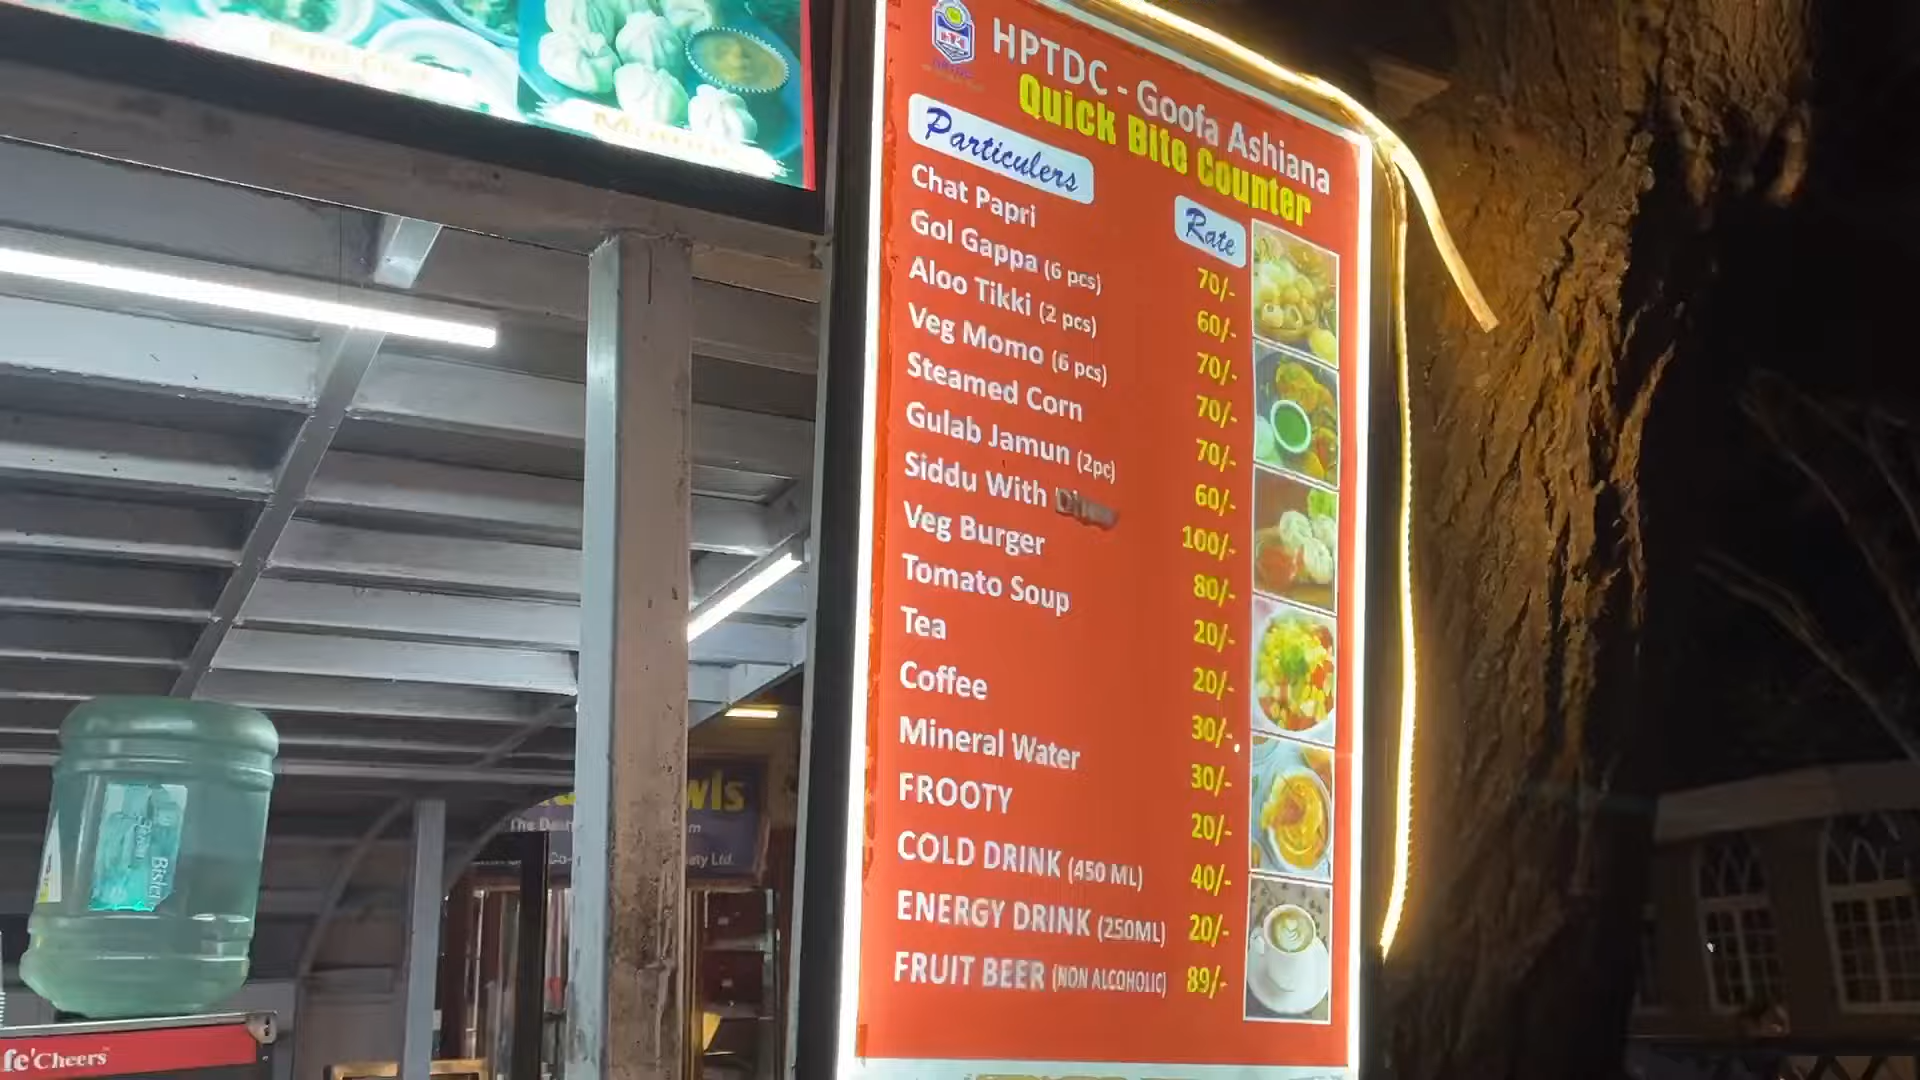 HPTDC - Goofa Ashiana
Quick Bite Counter
Particulers Rate
Chat Papri 70/-
Gol Gappa (6 pcs) 60/-
Aloo Tikki (2 pcs) 70/-
Veg Momo (6 pcs) 70/-
Steamed Corn 70/-
Gulab Jamun (2pc) 60/-
Siddu With 100/-
Veg Burger 80/-
Tomato Soup 20/-
Tea 20/-
Coffee 30/-
Mineral Water 30/-
FROOTY 20/-
COLD DRINK (450 ML) 40/-
ENERGY DRINK (250ML) 20/-
FRUIT BEER (NON ALCOHOLIC) 89/-
fe'Cheers